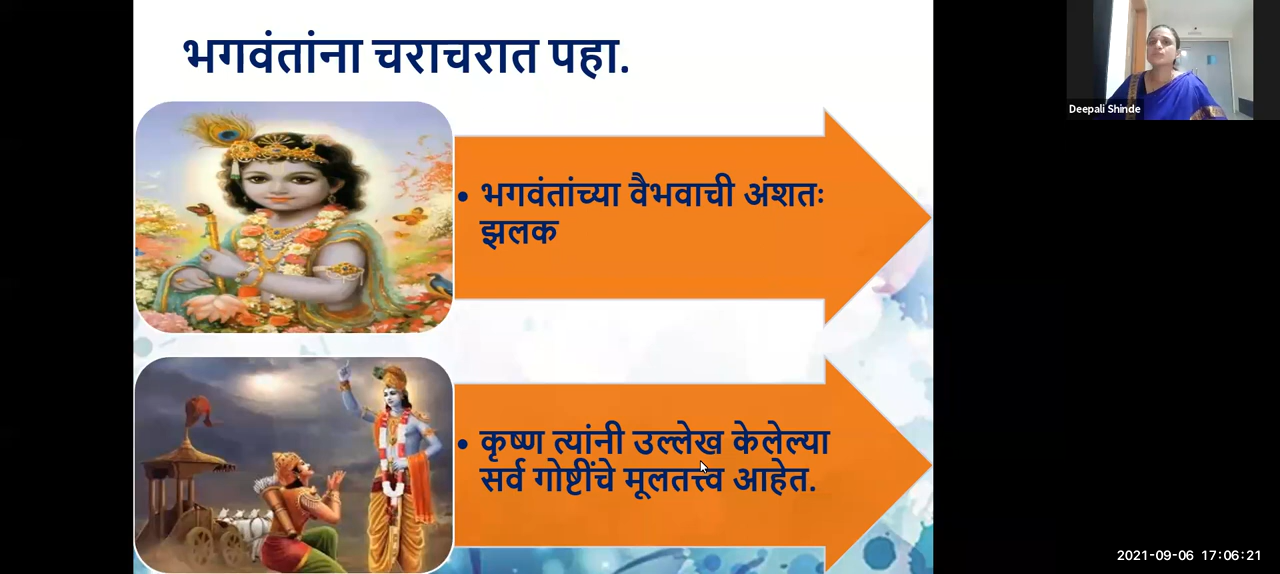 भगवंतांना चराचरात पहा.
Deepali Shinde
• भगवंतांच्या वैभवाची अंशतः
झलक
• कृष्ण त्यांनी उल्लेख केलेल्या
सर्व गोष्टींचे मूलतत्त्व आहेत.
2021-09-06 17:06:21